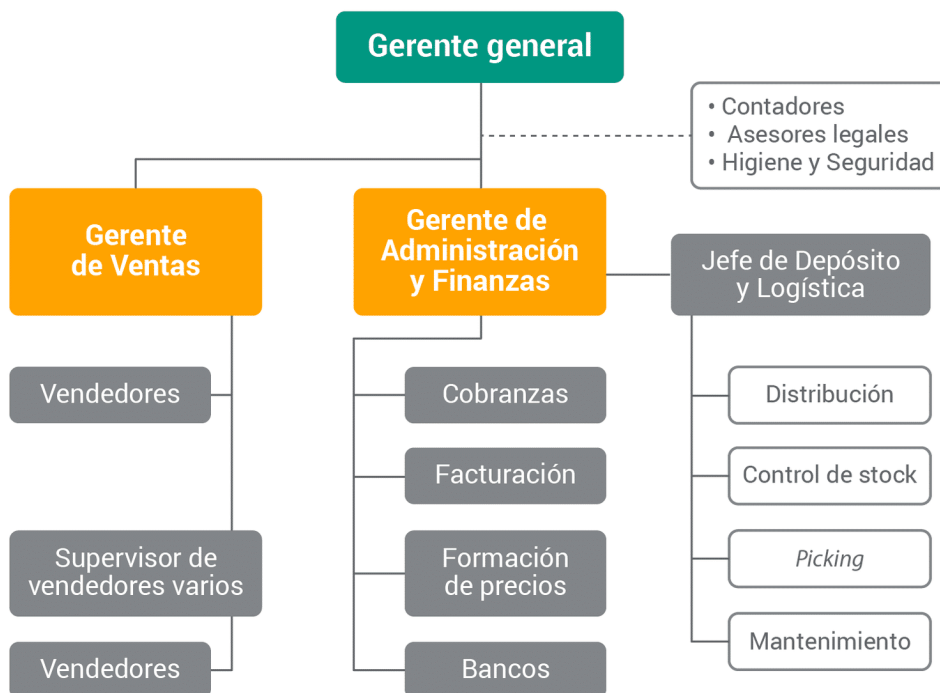 Gerente general
• Contadores
• Asesores legales
• Higiene y Seguridad
Gerente
de Ventas
Gerente de
Administración
y Finanzas
Jefe de Depósito
y Logística
Vendedores
Cobranzas
Distribución
Facturación
Control de stock
Supervisor de
vendedores varios
Formación
de precios
Picking
Vendedores
Bancos
Mantenimiento